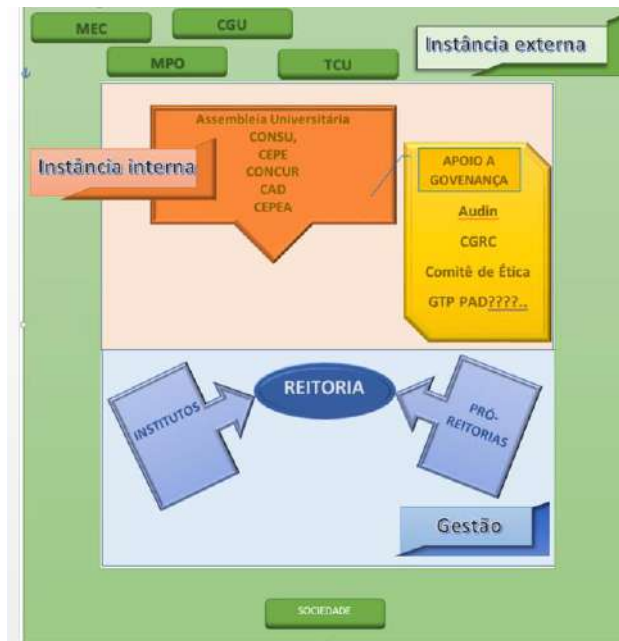 MEC
CGU
MPO
TCU
Instância externa
Assembleia Universitária
CONSU,
CEPE
CONCUR
CAD
CEPEA
Instância interna
APOIO A
GOVENANÇA
Audin
CGRC
Comitê de Ética
GTP PAD????..
REITORIA
INSTITUTOS
PRÓ-
REITORIAS
Gestão
SOCIEDADE